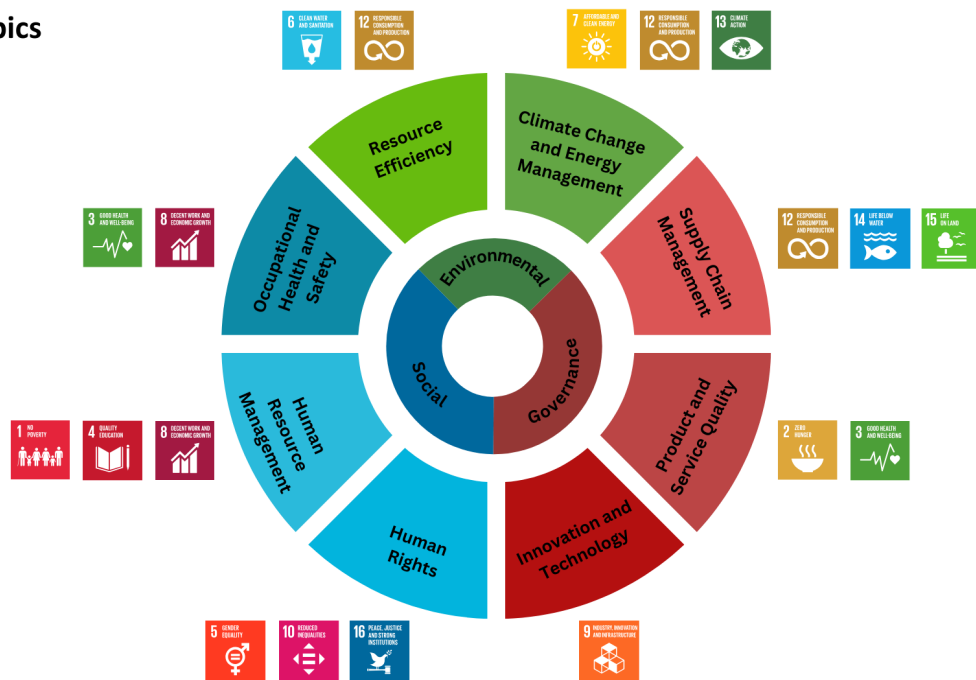 pics
6 CLEAN WATER
AND SANITATION
12 RESPONSIBLE
CONSUMPTION
AND PRODUCTION
7 AFFORDABLE AND
CLEAN ENERGY
12 RESPONSIBLE
CONSUMPTION
AND PRODUCTION
13 CLIMATE
ACTION
Resource
Efficiency
Climate Change
and Energy
Management
3 GOOD HEALTH
AND WELL-BEING
8 DECENT WORK AND
ECONOMIC GROWTH
Occupational
Health and
Safety
Supply Chain
Management
12 RESPONSIBLE
CONSUMPTION
AND PRODUCTION
14 LIFE BELOW
WATER
15 LIFE
ON LAND
Environmental
Social
Governance
1 NO
POVERTY
4 QUALITY
EDUCATION
8 DECENT WORK AND
ECONOMIC GROWTH
Human
Resource
Management
Product and
Service Quality
2 ZERO
HUNGER
3 GOOD HEALTH
AND WELL-BEING
Human
Rights
Innovation and
Technology
5 GENDER
EQUALITY
10 REDUCED
INEQUALITIES
16 PEACE, JUSTICE
AND STRONG
INSTITUTIONS
9 INDUSTRY, INNOVATION
AND INFRASTRUCTURE